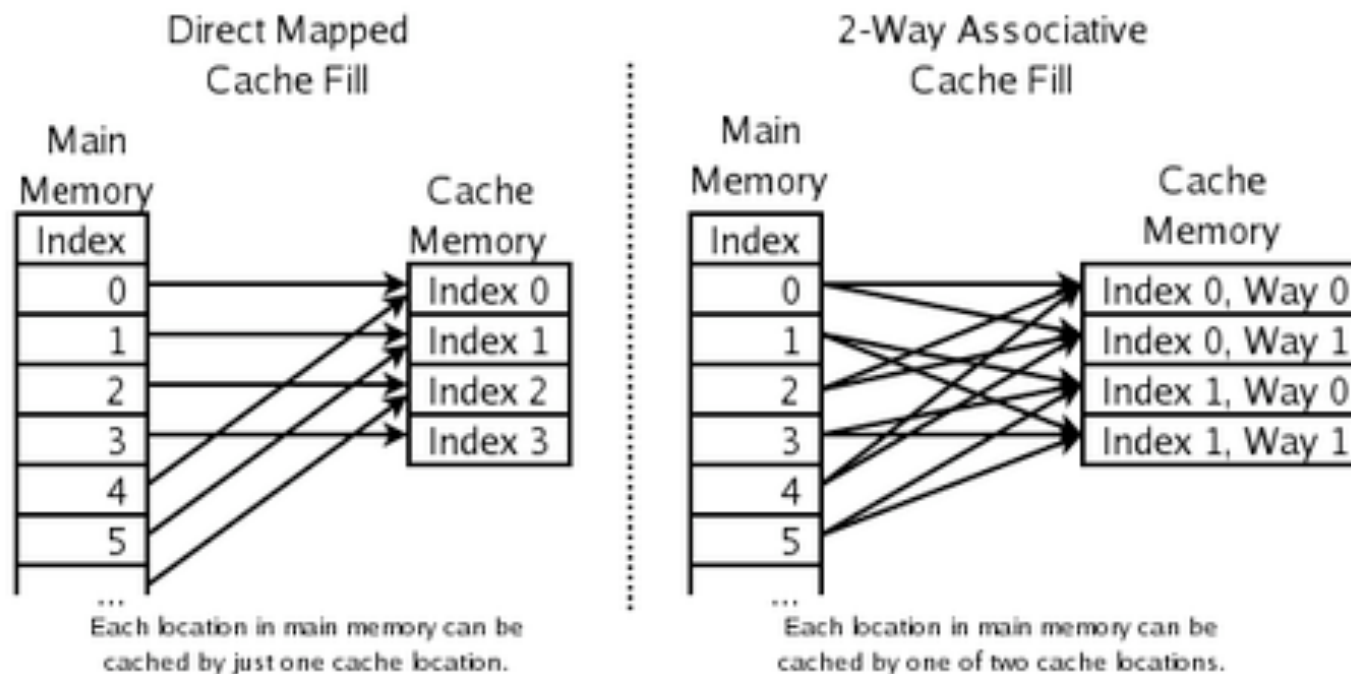 Direct Mapped
Cache Fill
Main
Memory
Index
0
1
2
3
4
5
...
Cache
Memory
Index 0
Index 1
Index 2
Index 3
Each location in main memory can be
cached by just one cache location.
2-Way Associative
Cache Fill
Main
Memory
Index
0
1
2
3
4
5
...
Cache
Memory
Index 0, Way 0
Index 0, Way 1
Index 1, Way 0
Index 1, Way 1
Each location in main memory can be
cached by one of two cache locations.